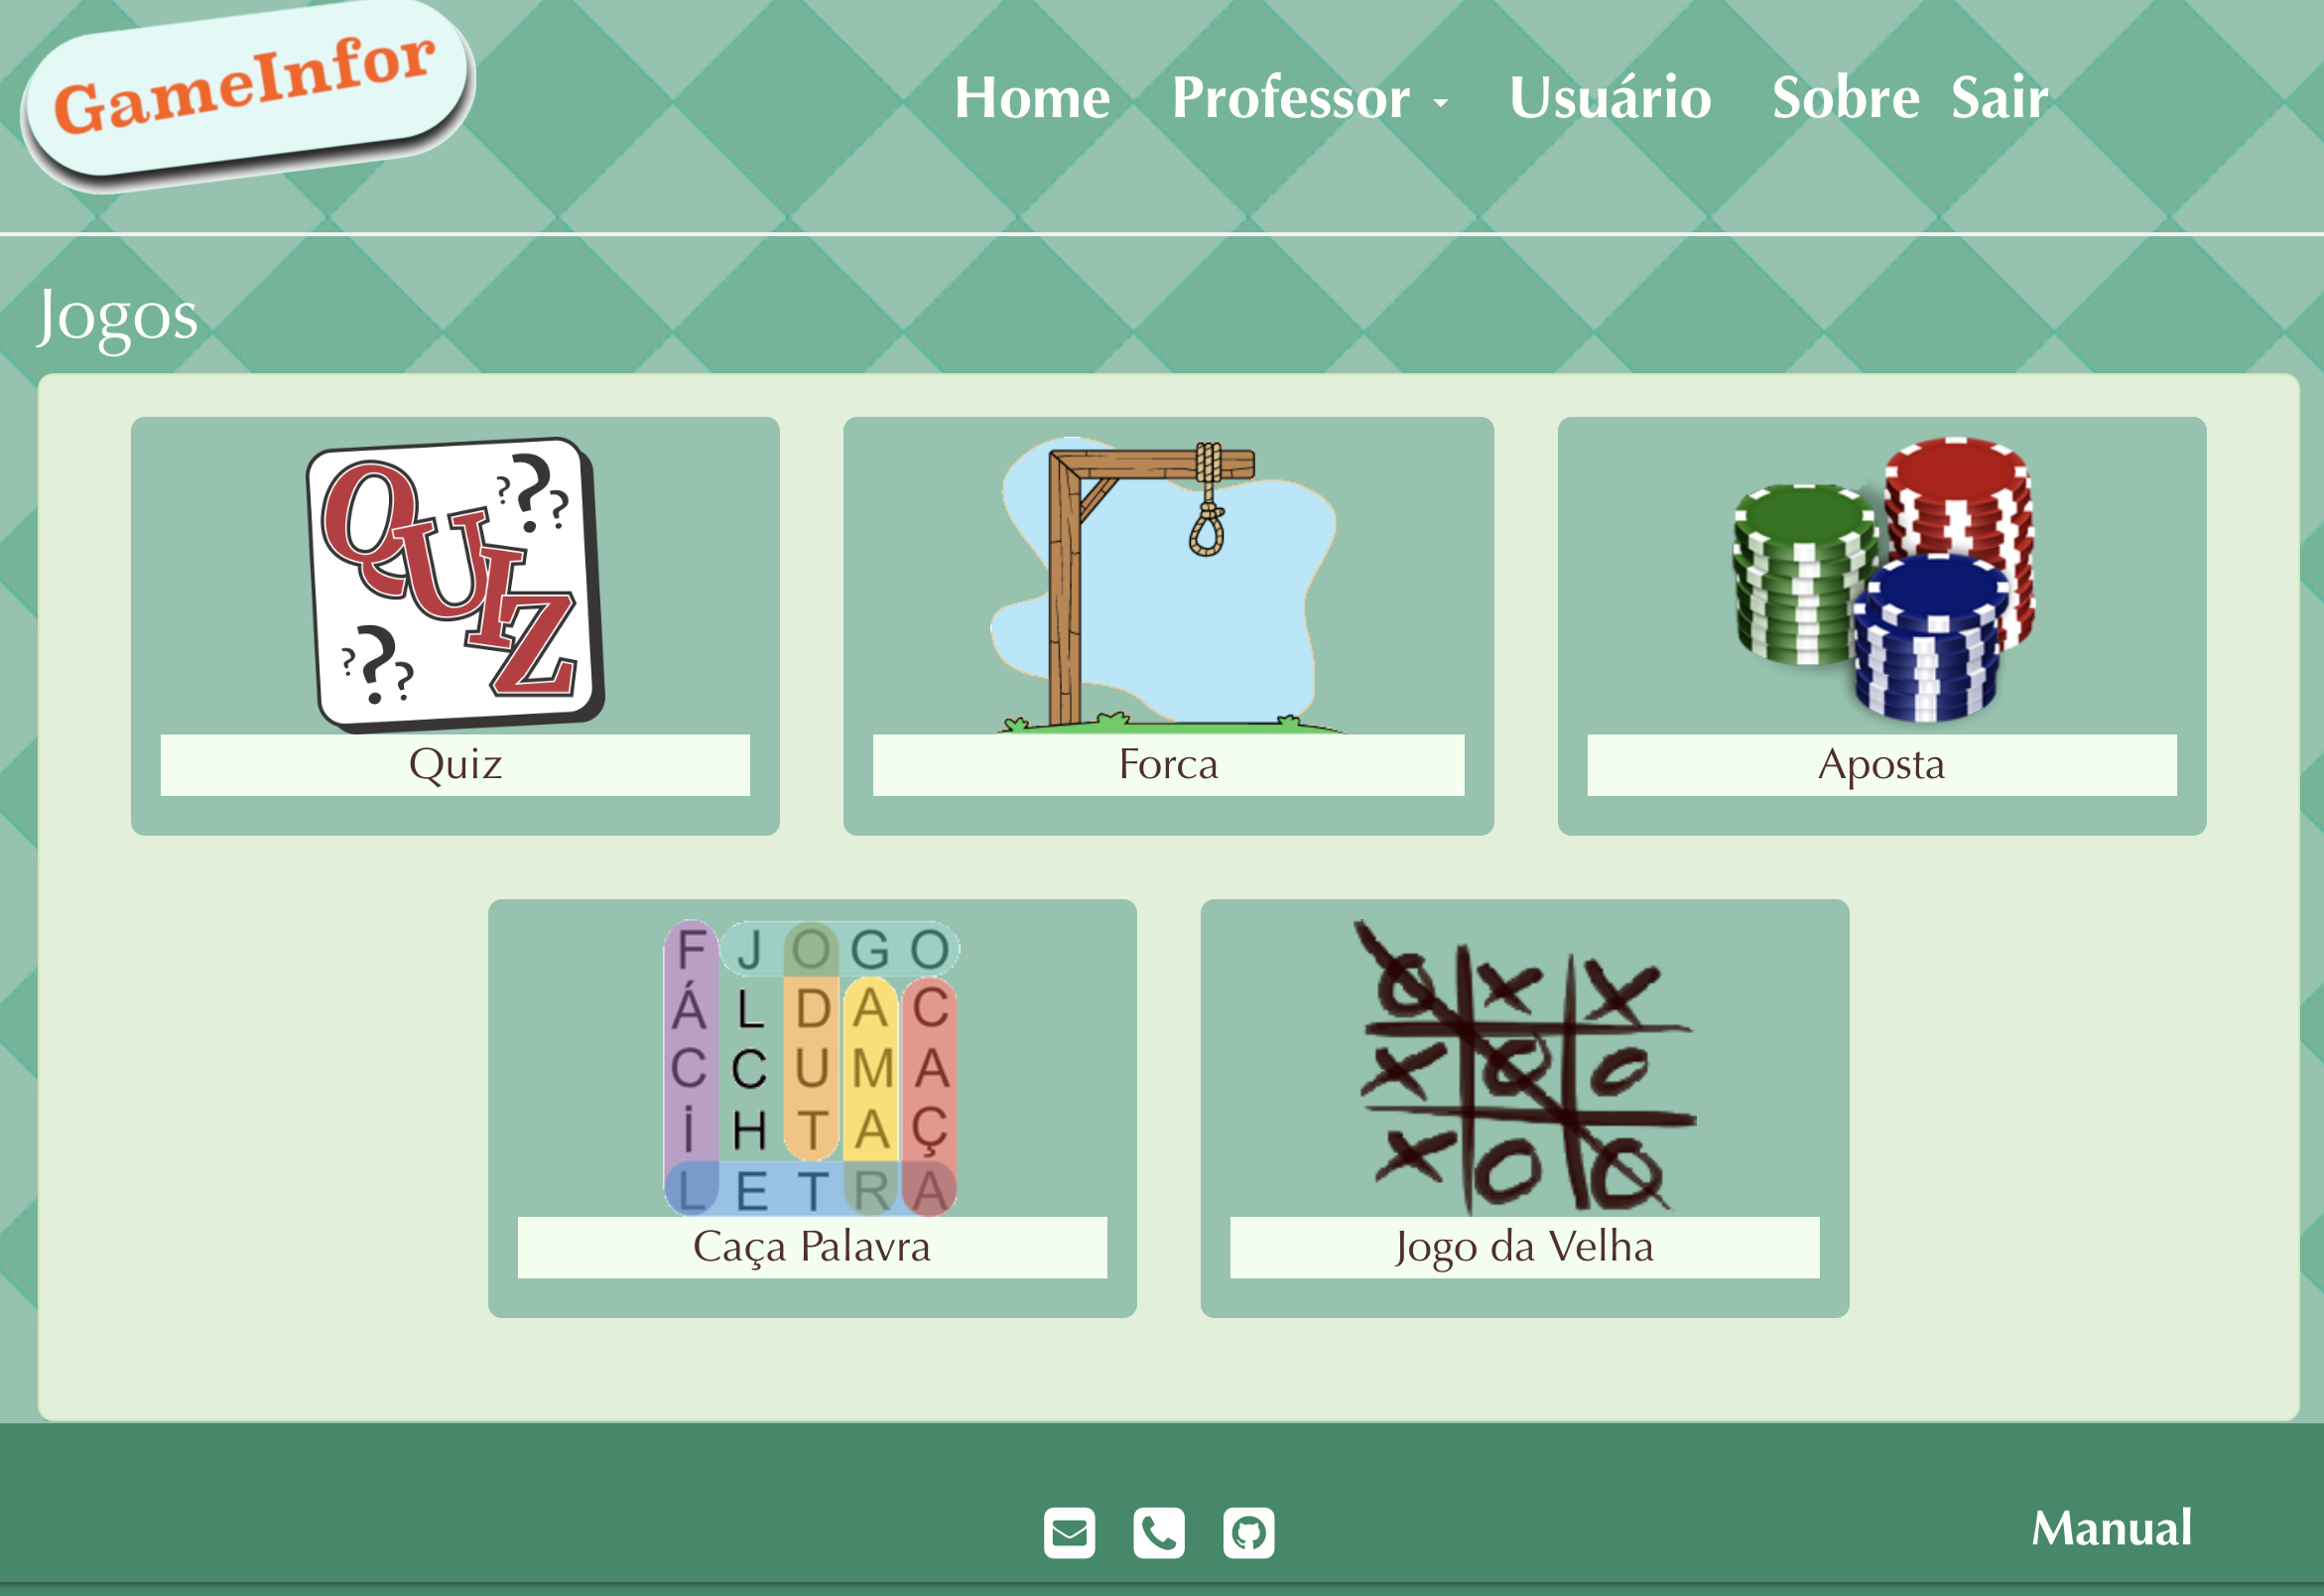 GameInfor
Home Professor Usuário Sobre Sair
Jogos
QUIZ
? ? ?
? ? ?
Quiz
Forca
Aposta
F J O G O
Á L D A C
C C U M A
Í H T A Ç
L E T R A
Caça Palavra
O X X
X O O
X O O
Jogo da Velha
Manual